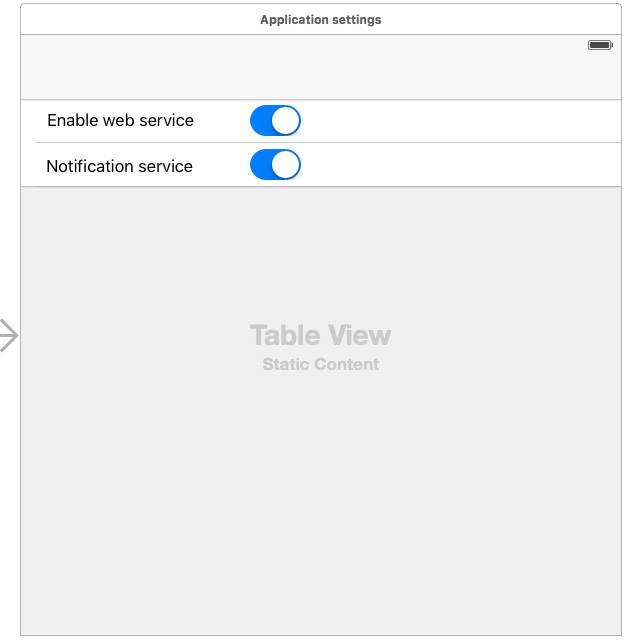 Application settings
Enable web service
Notification service
Table View
Static Content